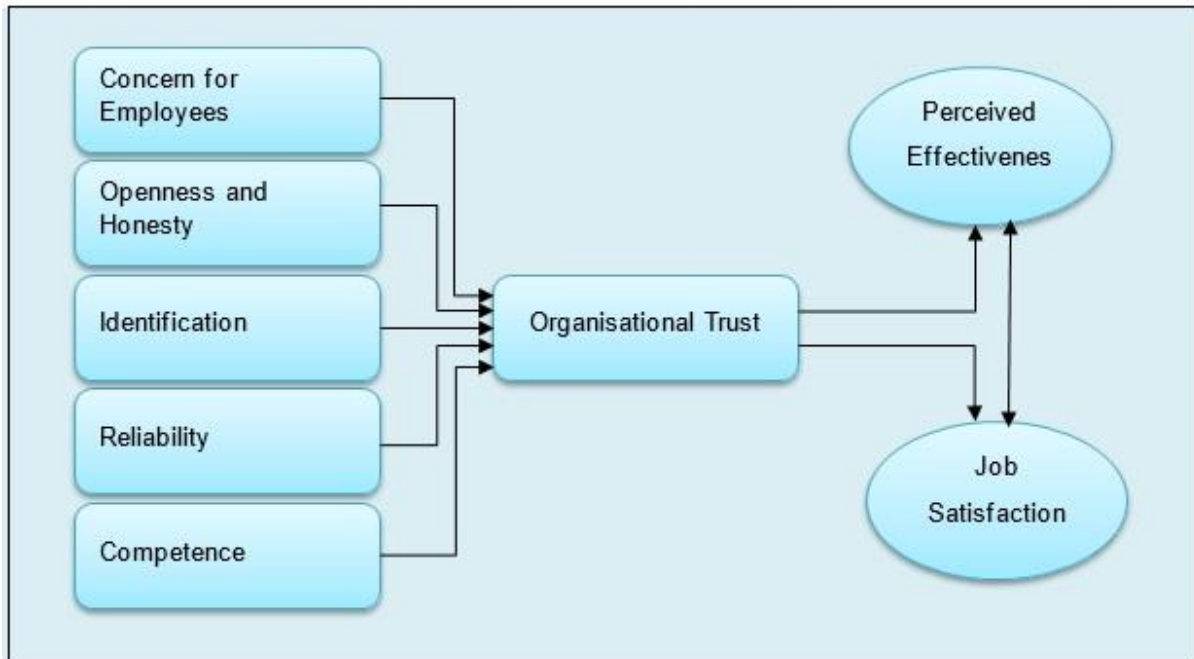 Concern for
Employees
Openness and
Honesty
Identification
Reliability
Competence
Organisational Trust
Perceived
Effectivenes
Job
Satisfaction